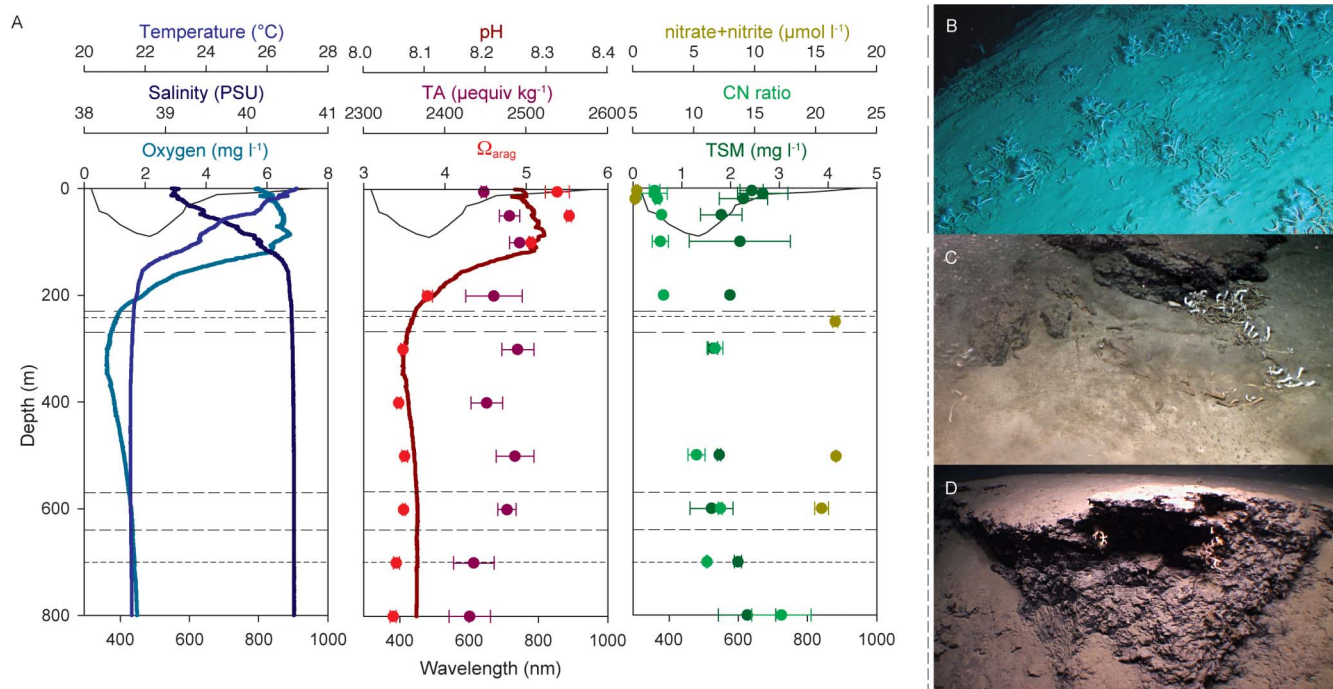 A
B
20 22 24 26 28
8.0 8.1 8.2 8.3 8.4
0 5 10 15 20
Temperature (°C)
pH
nitrate+nitrite (µmol l⁻¹)
38 39 40 41
2300 2400 2500 2600
5 10 15 20 25
Salinity (PSU)
TA (µequiv kg⁻¹)
CN ratio
0 2 4 6 8
3 4 5 6
0 1 2 3 4 5
Oxygen (mg l⁻¹)
Ωarag
TSM (mg l⁻¹)
0
200
400
600
800
Depth (m)
400 600 800 1000
400 600 800 1000
400 600 800 1000
Wavelength (nm)
C
D